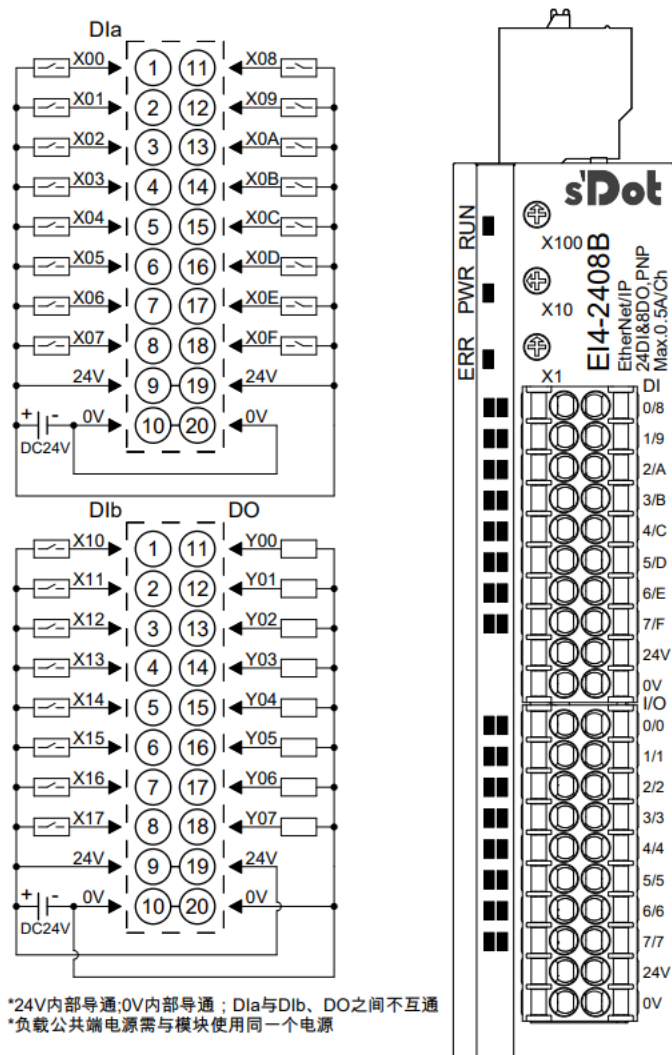 DIa
X00 1 11 X08
X01 2 12 X09
X02 3 13 X0A
X03 4 14 X0B
X04 5 15 X0C
X05 6 16 X0D
X06 7 17 X0E
X07 8 18 X0F
24V 9 19 24V
+ - 0V 10 20 0V
DC24V
DIb DO
X10 1 11 Y00
X11 2 12 Y01
X12 3 13 Y02
X13 4 14 Y03
X14 5 15 Y04
X15 6 16 Y05
X16 7 17 Y06
X17 8 18 Y07
24V 9 19 24V
+ - 0V 10 20 0V
DC24V
*24V内部导通;0V内部导通；DIa与DIb、DO之间不互通
*负载公共端电源需与模块使用同一个电源
s'Dot
RUN
PWR
ERR
X100
X10
X1
EI4-2408B
EtherNet/IP
24DI&8DO,PNP
Max.0.5A/Ch
DI
0/8
1/9
2/A
3/B
4/C
5/D
6/E
7/F
24V
0V
I/O
0/0
1/1
2/2
3/3
4/4
5/5
6/6
7/7
24V
0V